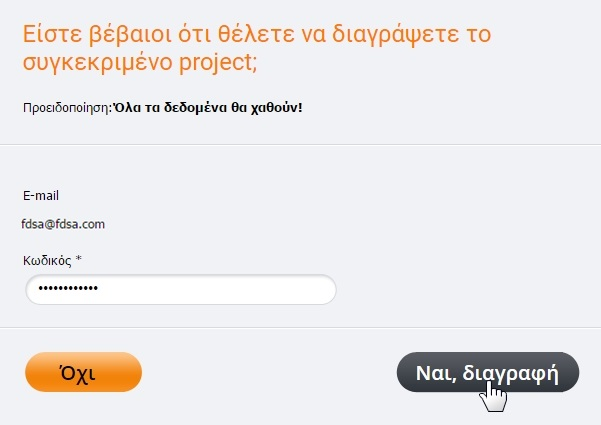 Είστε βέβαιοι ότι θέλετε να διαγράψετε το
συγκεκριμένο project;
Προειδοποίηση:Όλα τα δεδομένα θα χαθούν!
E-mail
fdsa@fdsa.com
Κωδικός *
••••••••••••
Όχι
Ναι, διαγραφή